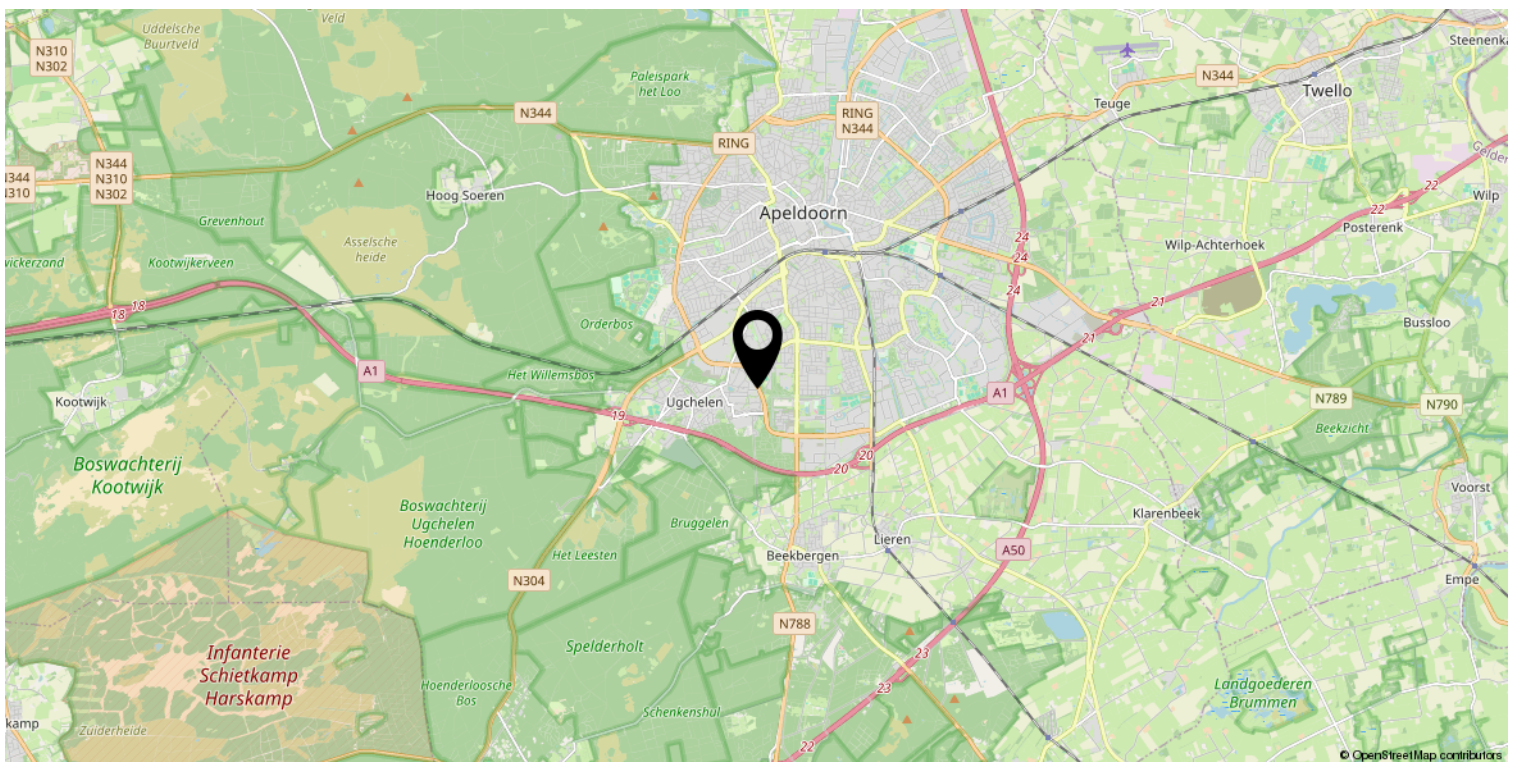 Uddelsche
Buurtveld
Veld
N310
N302
Paleispark
het Loo
N344
RING
RING
N344
N344
Steenenka
Twello
Teuge
N344
N310
N302
N344
N310
Hoog Soeren
Grevenhout
Asselsche
heide
Kootwijkerveen
wickerzand
Apeldoorn
24
24
24
Gelder
22
22
Wilp
Posterenk
Wilp-Achterhoek
18
18
Orderbos
21
21
Bussloo
A1
Het Willemsbos
Kootwijk
Ugchelen
19
A1
N789
N790
Beekzicht
Boswachterij
Kootwijk
20
20
Boswachterij
Ugchelen
Hoenderloo
Bruggelen
Het Leesten
Beekbergen
Lieren
A50
Klarenbeek
Voorst
Empe
N304
N788
Infanterie
Schietkamp
Harskamp
Spelderholt
Hoenderloosche
Bos
Schenkenshul
23
23
22
Landgoederen
Brummen
kamp
Zuiderheide
© OpenStreetMap contributors